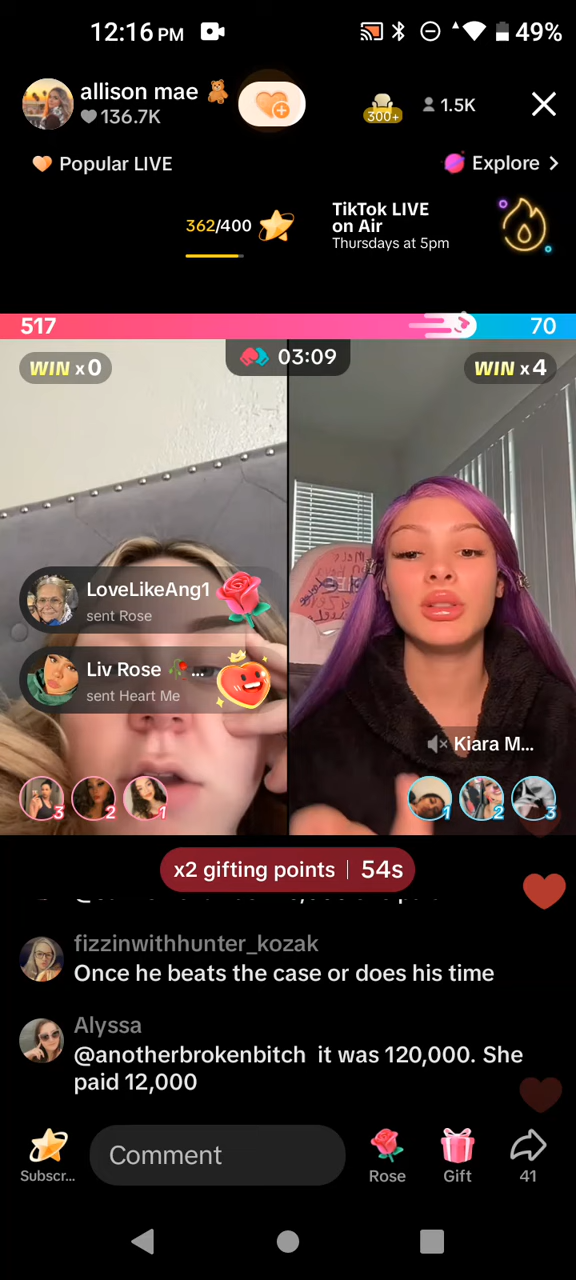 12:16 PM
49%
allison mae
136.7K
300+
1.5K
Popular LIVE
Explore >
362/400
TikTok LIVE
on Air
Thursdays at 5pm
517
70
WIN x0
03:09
WIN x4
LoveLikeAng1
sent Rose
Liv Rose 🥀...
sent Heart Me
Kiara M...
3
2
1
1
2
3
x2 gifting points | 54s
fizzinwithhunter_kozak
Once he beats the case or does his time
Alyssa
@anotherbrokenbitch it was 120,000. She
paid 12,000
Subscr...
Comment
Rose
Gift
41